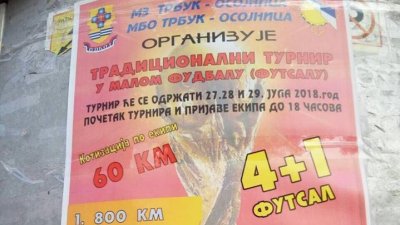 МЗ ТРБУК - ОСОЈНИЦА
МБО ТРБУК - ОСОЈНИЦА
ОРГАНИЗУЈЕ
ТРАДИЦИОНАЛНИ ТУРНИР
У МАЛОМ ФУДБАЛУ (ФУТСАЛУ)
ТУРНИР ЋЕ СЕ ОДРЖАТИ 27.28 И 29. ЈУЛА 2018.год
ПОЧЕТАК ТУРНИРА И ПРИЈАВЕ ЕКИПА ДО 18 ЧАСОВА
Котизација по екипи
60 КМ
4+1
ФУТСАЛ
1. 800 КМ